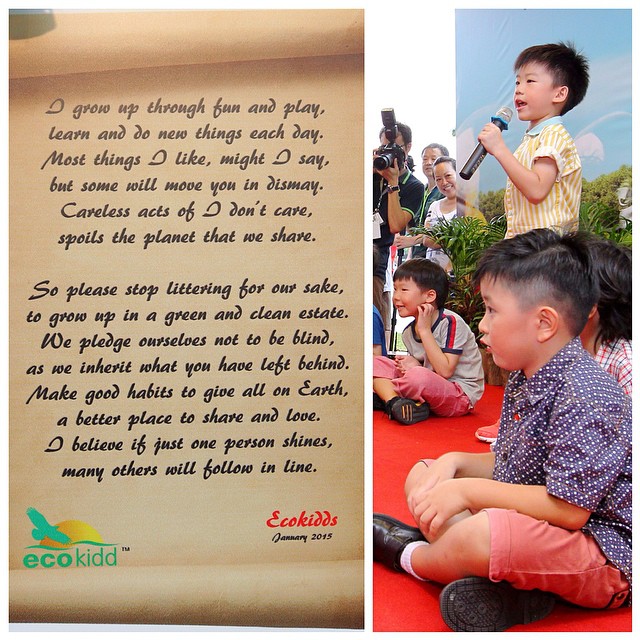 I grow up through fun and play,
learn and do new things each day.
Most things I like, might I say,
but some will move you in dismay.
Careless acts of I don't care,
spoils the planet that we share.
So please stop littering for our sake,
to grow up in a green and clean estate.
We pledge ourselves not to be blind,
as we inherit what you have left behind.
Make good habits to give all on Earth,
a better place to share and love.
I believe if just one person shines,
many others will follow in line.
Ecokidds
January 2015
ecokidd™